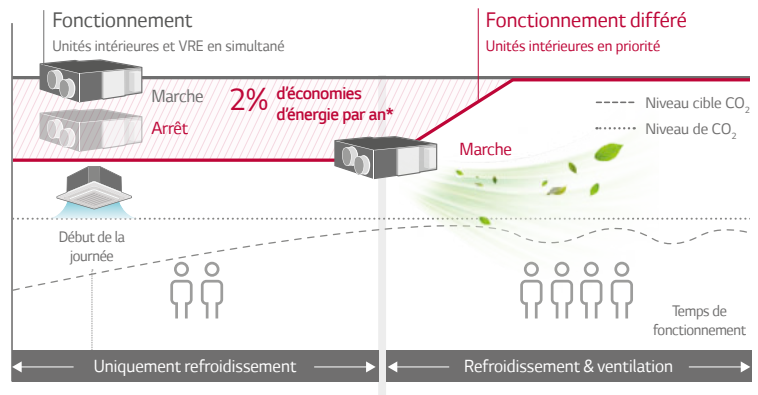 Fonctionnement
Unités intérieures et VRE en simultané
Fonctionnement différé
Unités intérieures en priorité
Marche
Arrêt
2% d'économies
d'énergie par an*
Niveau cible CO₂
Niveau de CO₂
Marche
Début de la
journée
Temps de
fonctionnement
Uniquement refroidissement
Refroidissement & ventilation